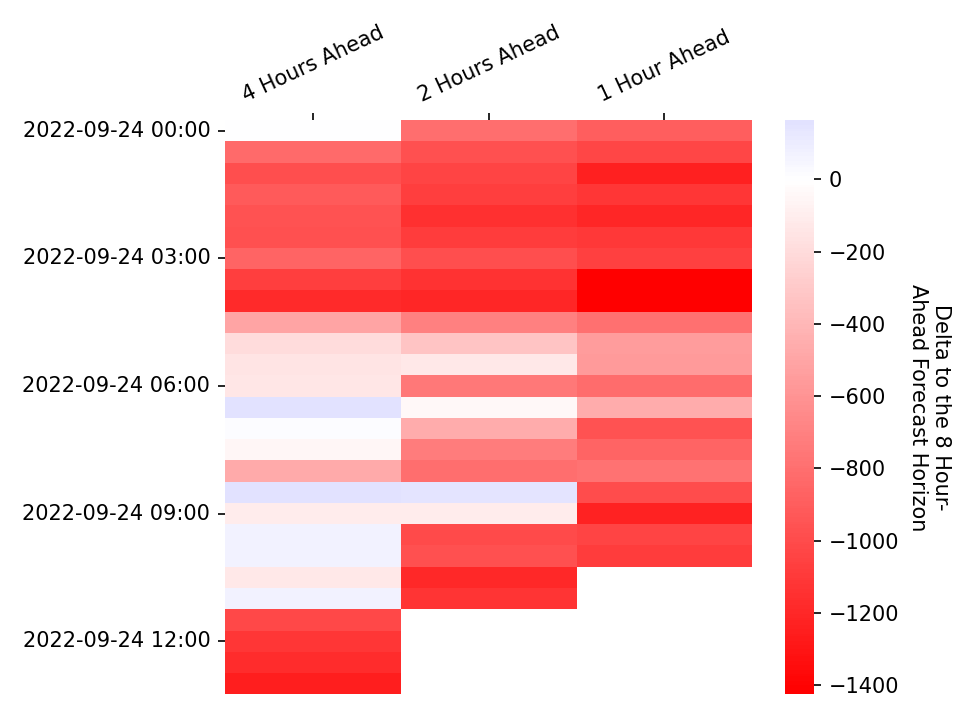 4 Hours Ahead
2 Hours Ahead
1 Hour Ahead
2022-09-24 00:00
2022-09-24 03:00
2022-09-24 06:00
2022-09-24 09:00
2022-09-24 12:00
0
−200
−400
−600
−800
−1000
−1200
−1400
Delta to the 8 Hour-
Ahead Forecast Horizon